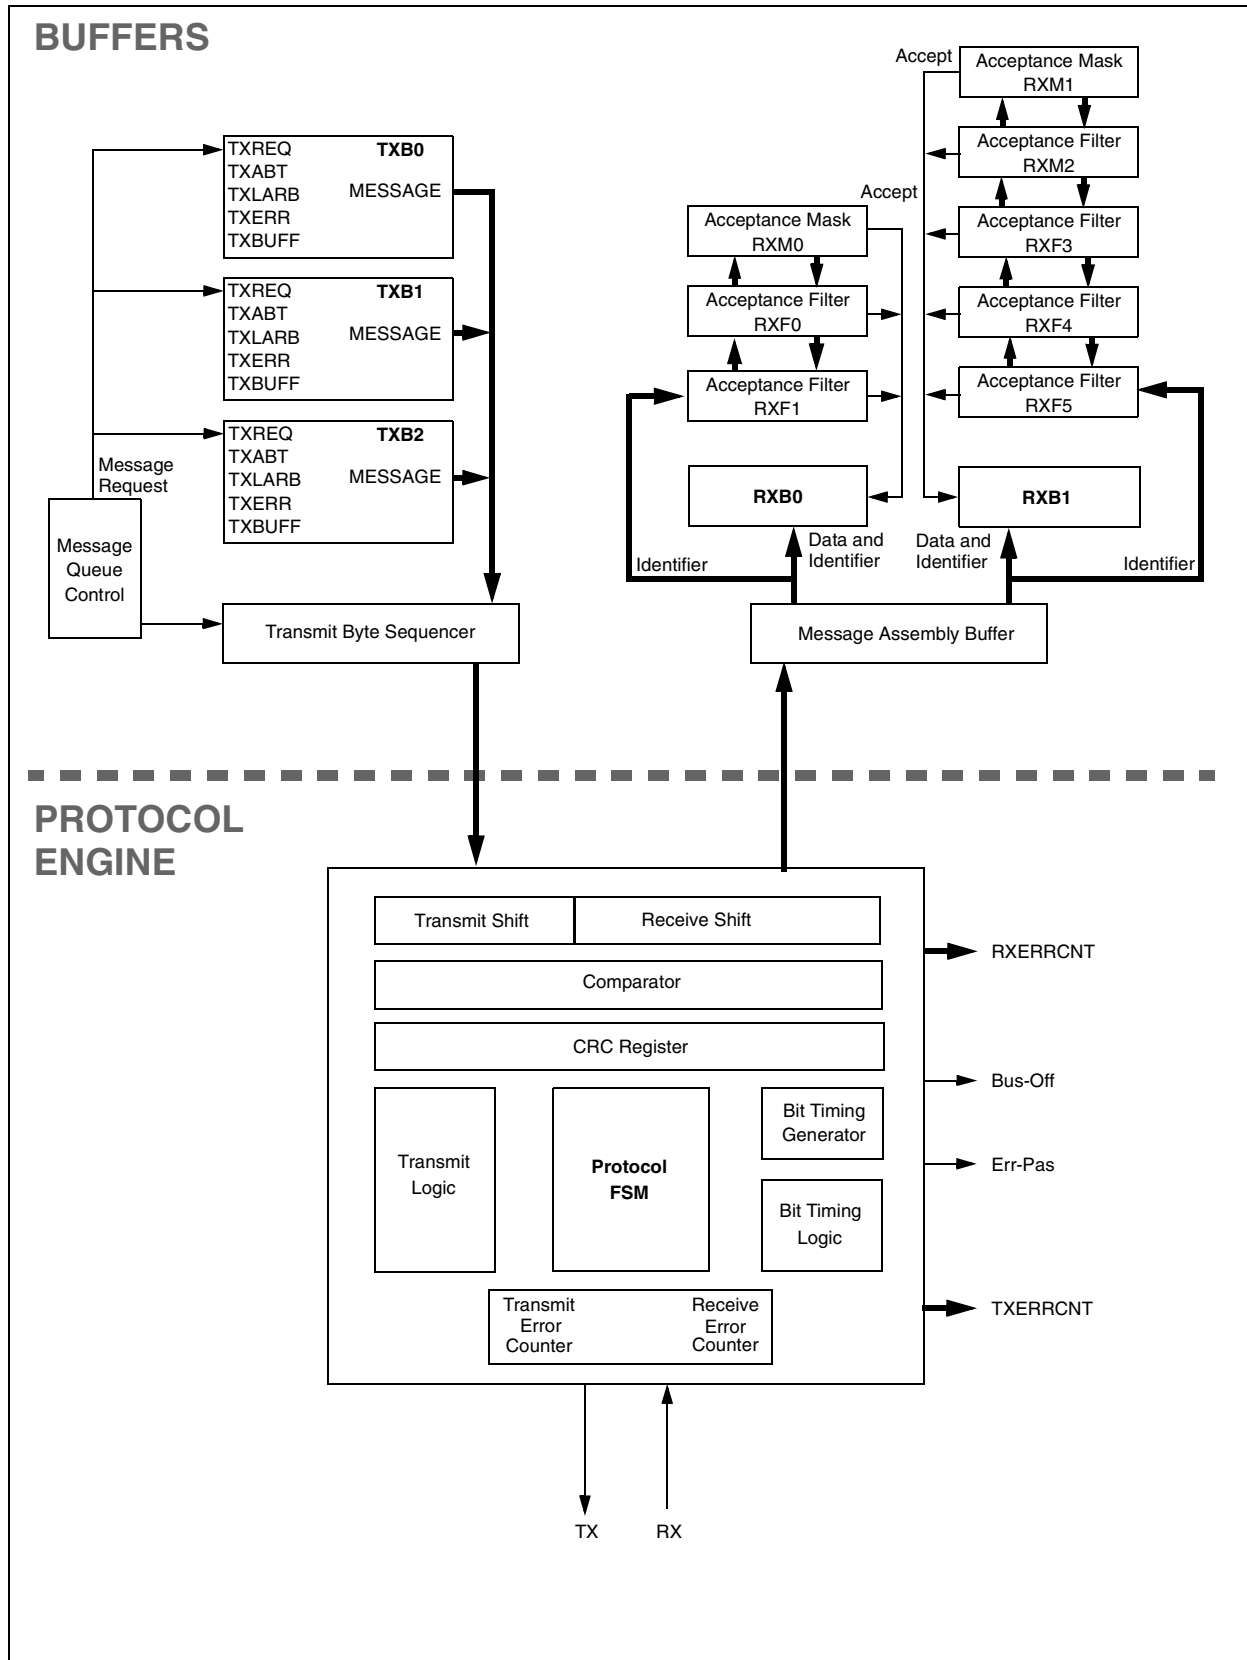 BUFFERS
TXREQ TXB0
TXABT
TXLARB MESSAGE
TXERR
TXBUFF
TXREQ TXB1
TXABT
TXLARB MESSAGE
TXERR
TXBUFF
TXREQ TXB2
TXABT
TXLARB MESSAGE
TXERR
TXBUFF
Message
Request
Message
Queue
Control
Transmit Byte Sequencer
Accept
Acceptance Mask
RXM1
Acceptance Filter
RXM2
Accept
Acceptance Filter
RXF3
Acceptance Filter
RXF4
Acceptance Filter
RXF5
Acceptance Mask
RXM0
Acceptance Filter
RXF0
Acceptance Filter
RXF1
RXB0
RXB1
Identifier
Data and
Identifier
Data and
Identifier
Identifier
Message Assembly Buffer
PROTOCOL
ENGINE
Transmit Shift
Receive Shift
Comparator
CRC Register
Transmit
Logic
Protocol
FSM
Bit Timing
Generator
Bit Timing
Logic
Transmit
Error
Counter
Receive
Error
Counter
RXERRCNT
Bus-Off
Err-Pas
TXERRCNT
TX
RX